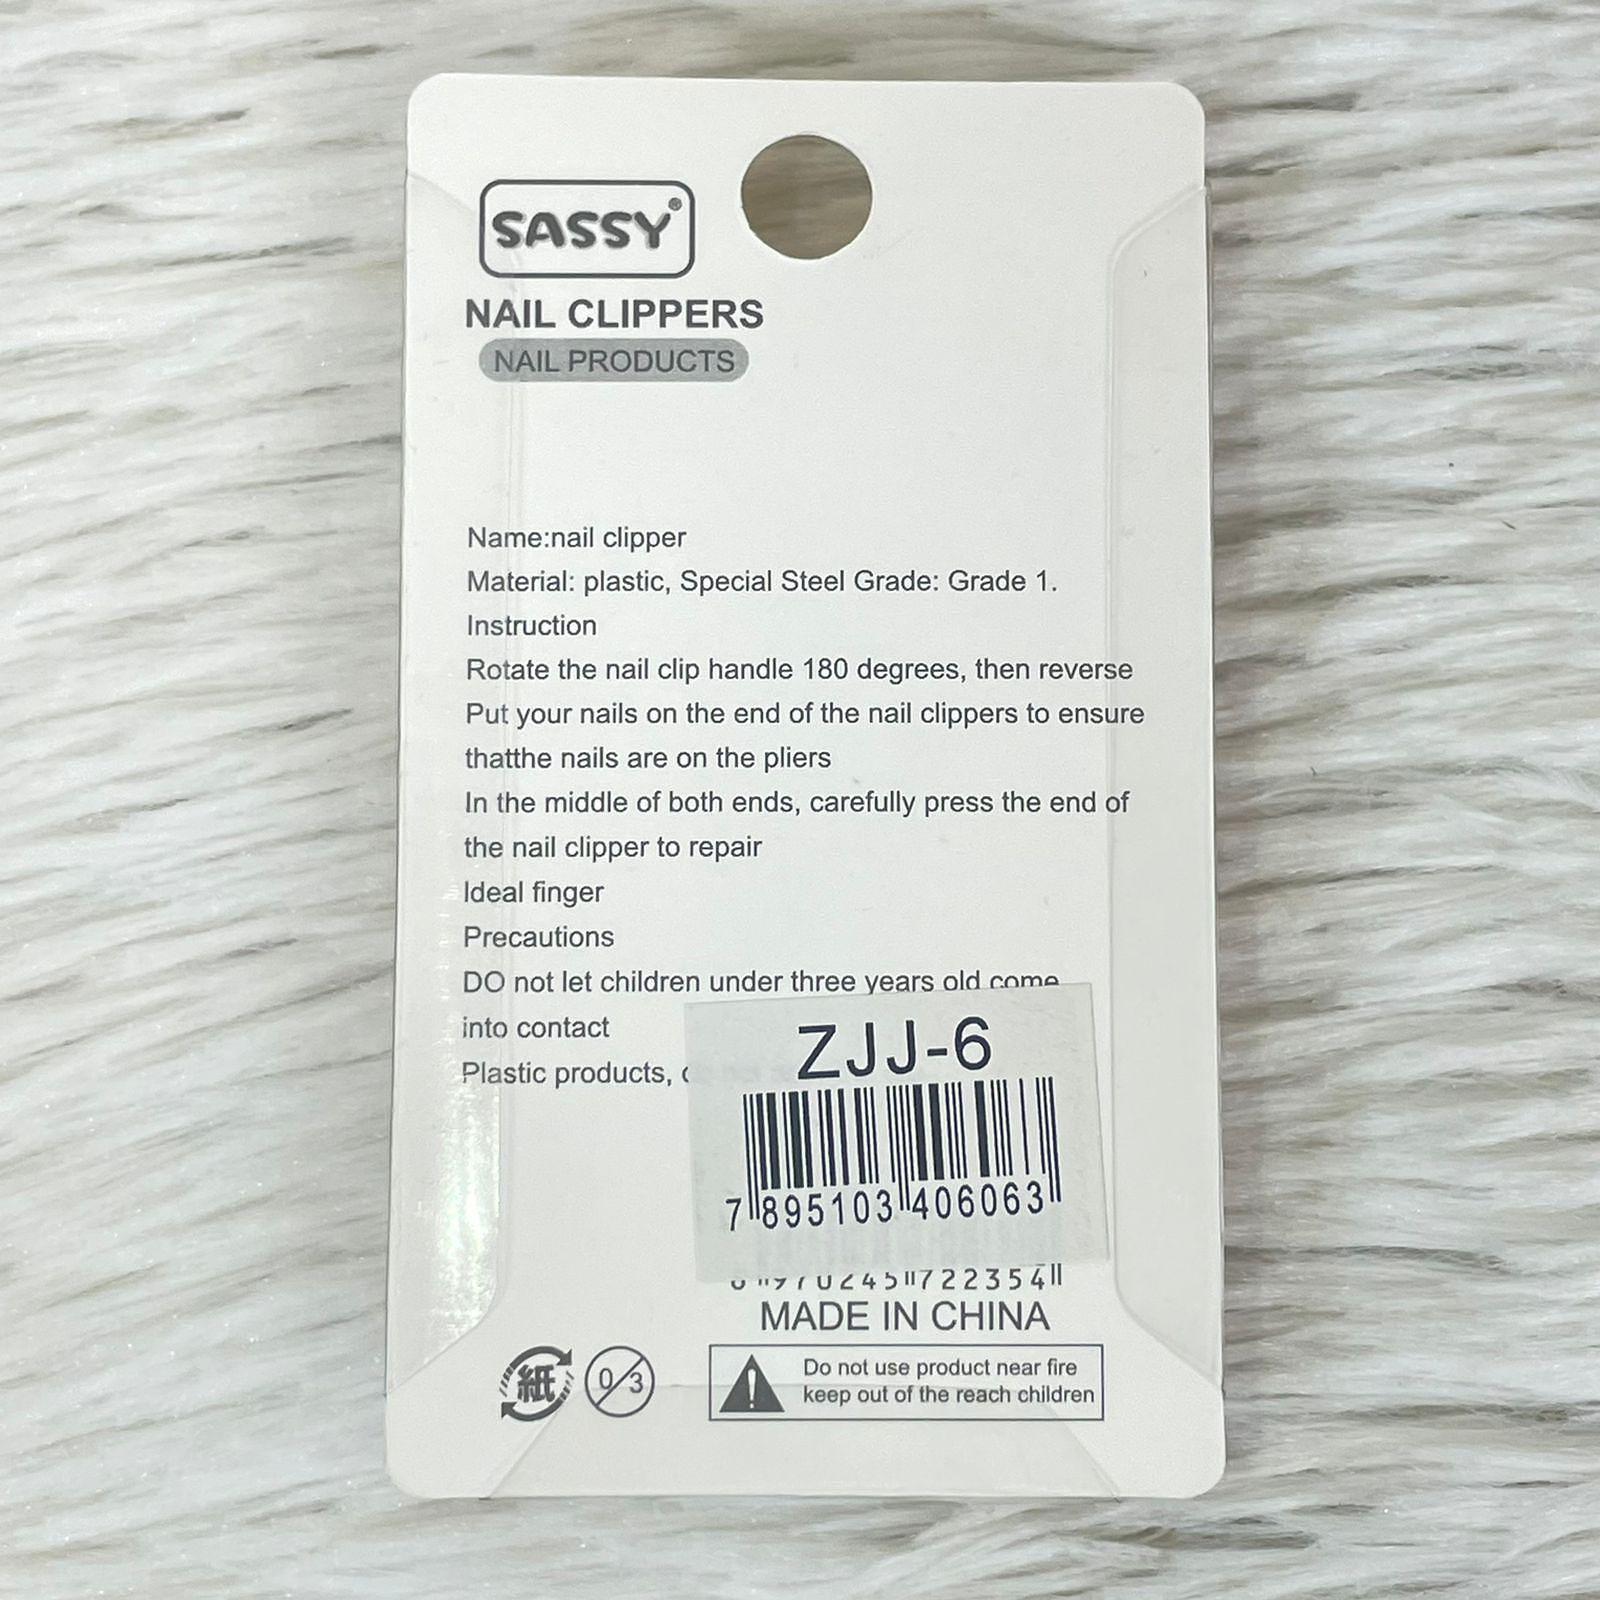 SASSY®
NAIL CLIPPERS
NAIL PRODUCTS
Name:nail clipper
Material: plastic, Special Steel Grade: Grade 1.
Instruction
Rotate the nail clip handle 180 degrees, then reverse
Put your nails on the end of the nail clippers to ensure
thatthe nails are on the pliers
In the middle of both ends, carefully press the end of
the nail clipper to repair
Ideal finger
Precautions
DO not let children under three years old come
into contact
Plastic products,
ZJJ-6
7 895103 406063
970245 722354
MADE IN CHINA
紙
0/3
Do not use product near fire
keep out of the reach children